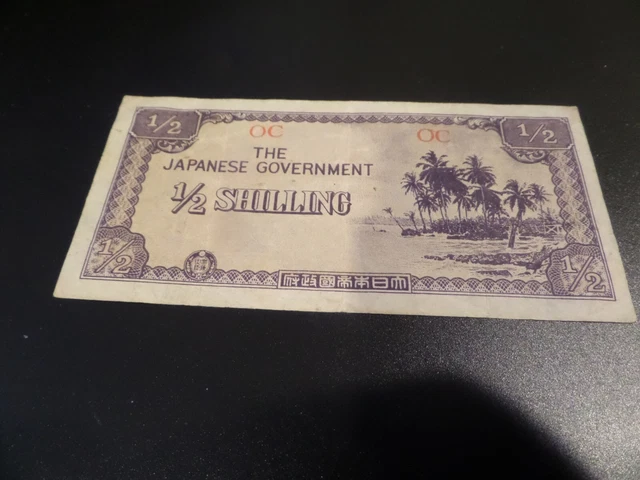 1/2 OC OC 1/2
THE
JAPANESE GOVERNMENT
1/2 SHILLING
1/2 府政國帝本日大 1/2